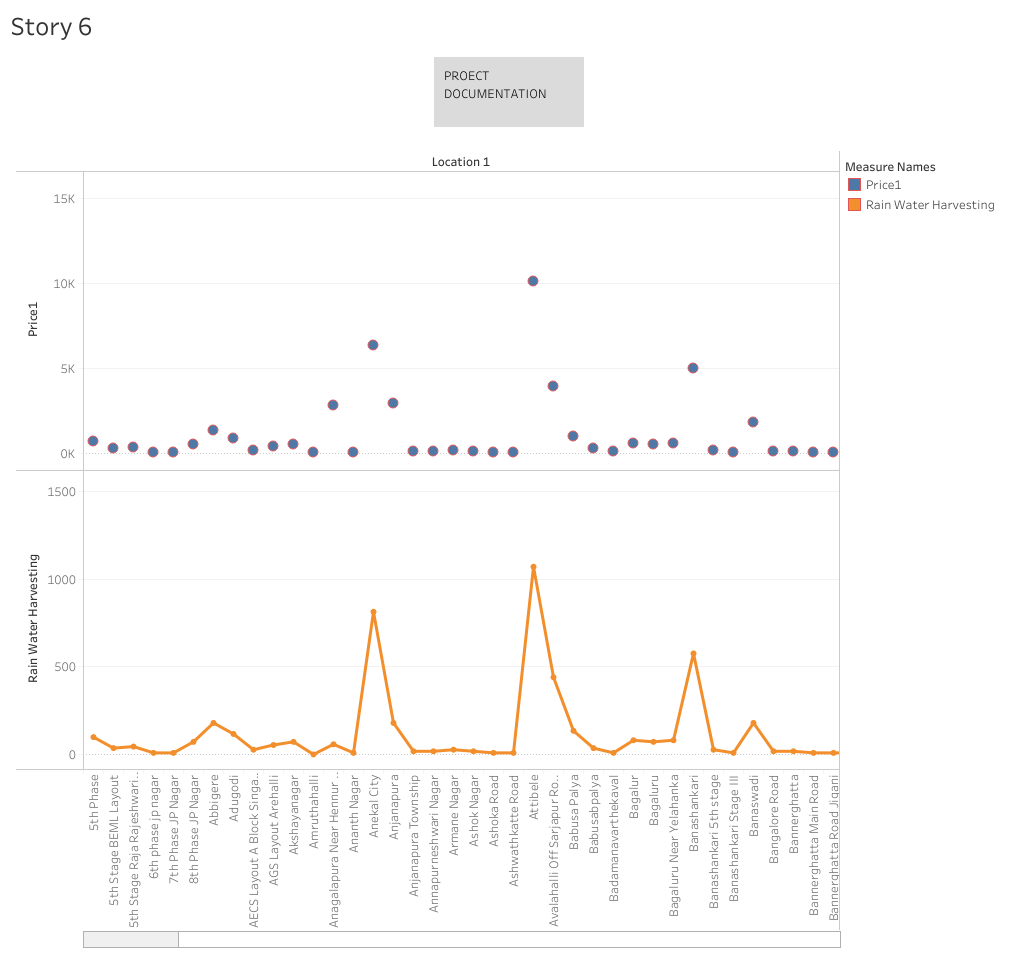 Story 6
PROECT
DOCUMENTATION
Location 1
Measure Names
Price1
Rain Water Harvesting
15K
10K
5K
0K
Price1
1500
1000
500
0
Rain Water Harvesting
5th Phase
5th Stage BEML Layout
5th Stage Raja Rajeshwari..
6th phase jp nagar
7th Phase JP Nagar
8th Phase JP Nagar
Abbigere
Adugodi
AECS Layout A Block Singa..
AGS Layout Arehalli
Akshayanagar
Amruthahalli
Anagalapura Near Hennur ..
Ananth Nagar
Anekal City
Anjanapura
Anjanapura Township
Annapurneshwari Nagar
Armane Nagar
Ashok Nagar
Ashoka Road
Ashwathkatte Road
Attibele
Avalahalli Off Sarjapur Ro..
Babusa Palya
Babusabpalya
Badamanavarthekaval
Bagalur
Bagaluru
Bagaluru Near Yelahanka
Banashankari
Banashankari 5th stage
Banashankari Stage III
Banaswadi
Bangalore Road
Bannerghatta
Bannerghatta Main Road
Bannerghatta Road Jigani